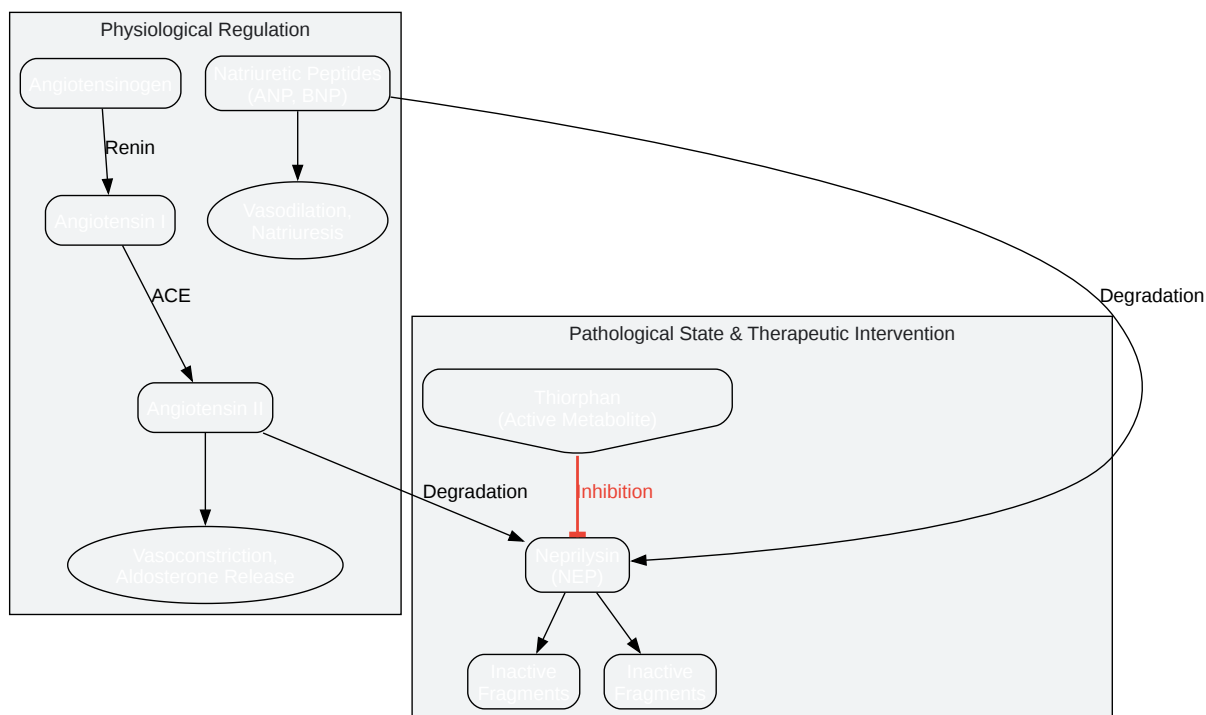 Physiological Regulation
Angiotensinogen
Natriuretic Peptides
(ANP, BNP)
Renin
Angiotensin I
Vasodilation,
Natriuresis
ACE
Angiotensin II
Vasoconstriction,
Aldosterone Release
Degradation
Degradation
Pathological State & Therapeutic Intervention
Thiorphan
(Active Metabolite)
Inhibition
Neprilysin
(NEP)
Inactive
Fragments
Inactive
Fragments